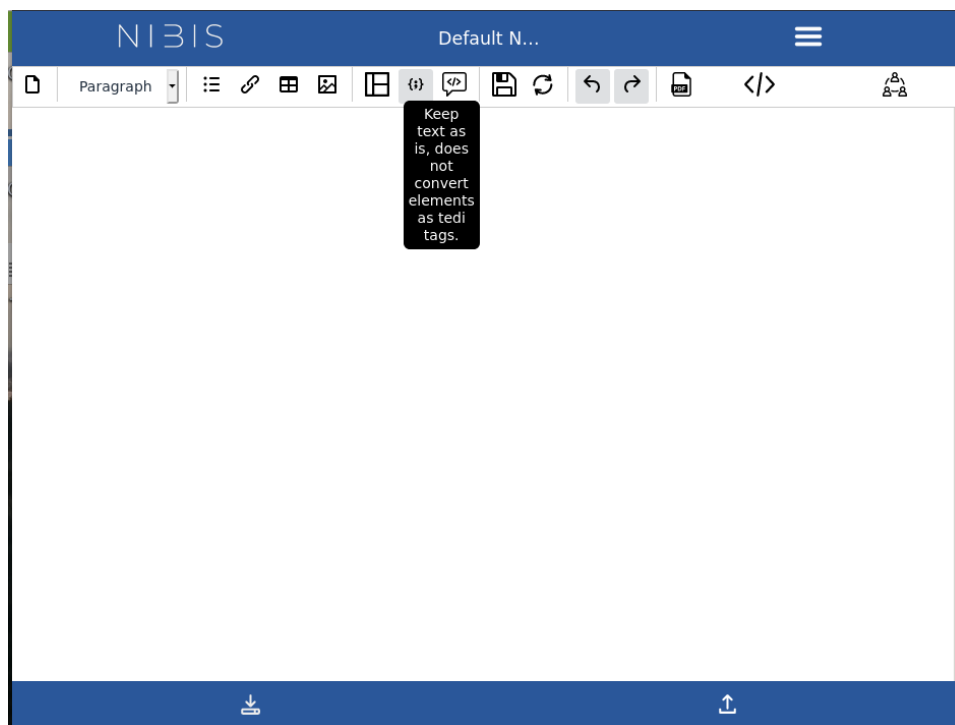 NIBIS
Default N...
Paragraph
PDF
Keep
text as
is, does
not
convert
elements
as tedi
tags.